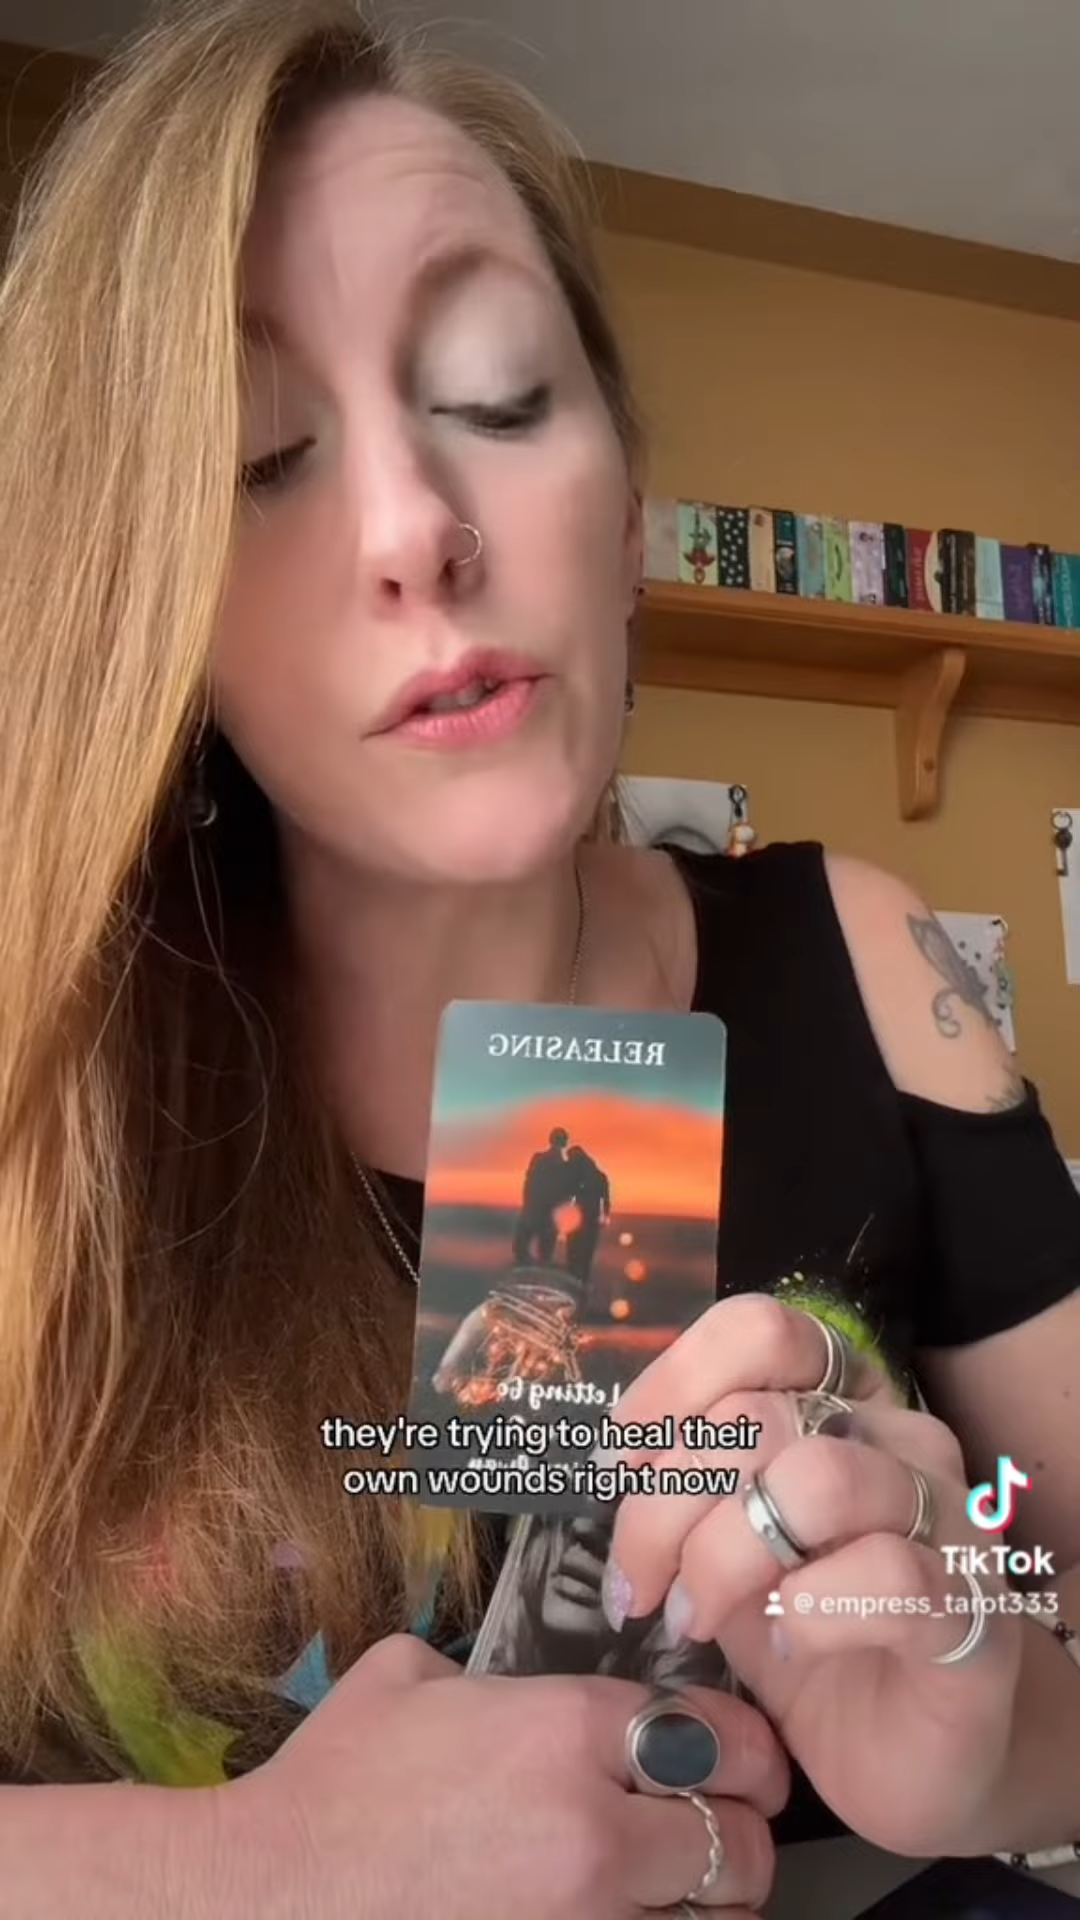 RELEASING
Letting Go
they're trying to heal their
own wounds right now
TikTok
@empress_tarot333